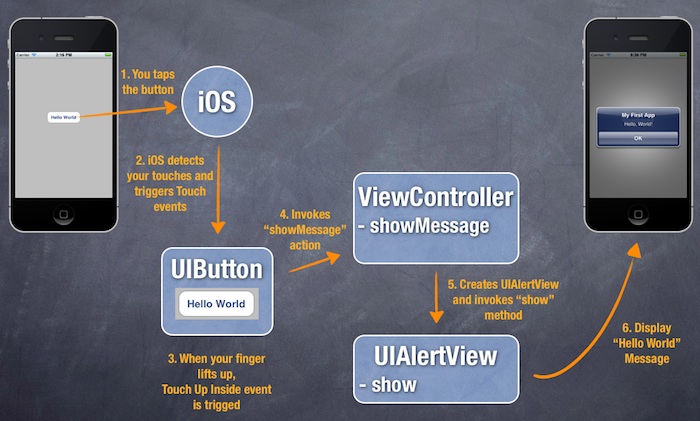 Carrier 2:19 PM
Hello World
1. You taps
the button
iOS
2. iOS detects
your touches and
triggers Touch
events
UIButton
Hello World
3. When your finger
lifts up,
Touch Up Inside event
is trigged
4. Invokes
“showMessage”
action
ViewController
- showMessage
5. Creates UIAlertView
and invokes “show”
method
UIAlertView
- show
6. Display
“Hello World”
Message
Carrier
My First App
Hello, World!
OK